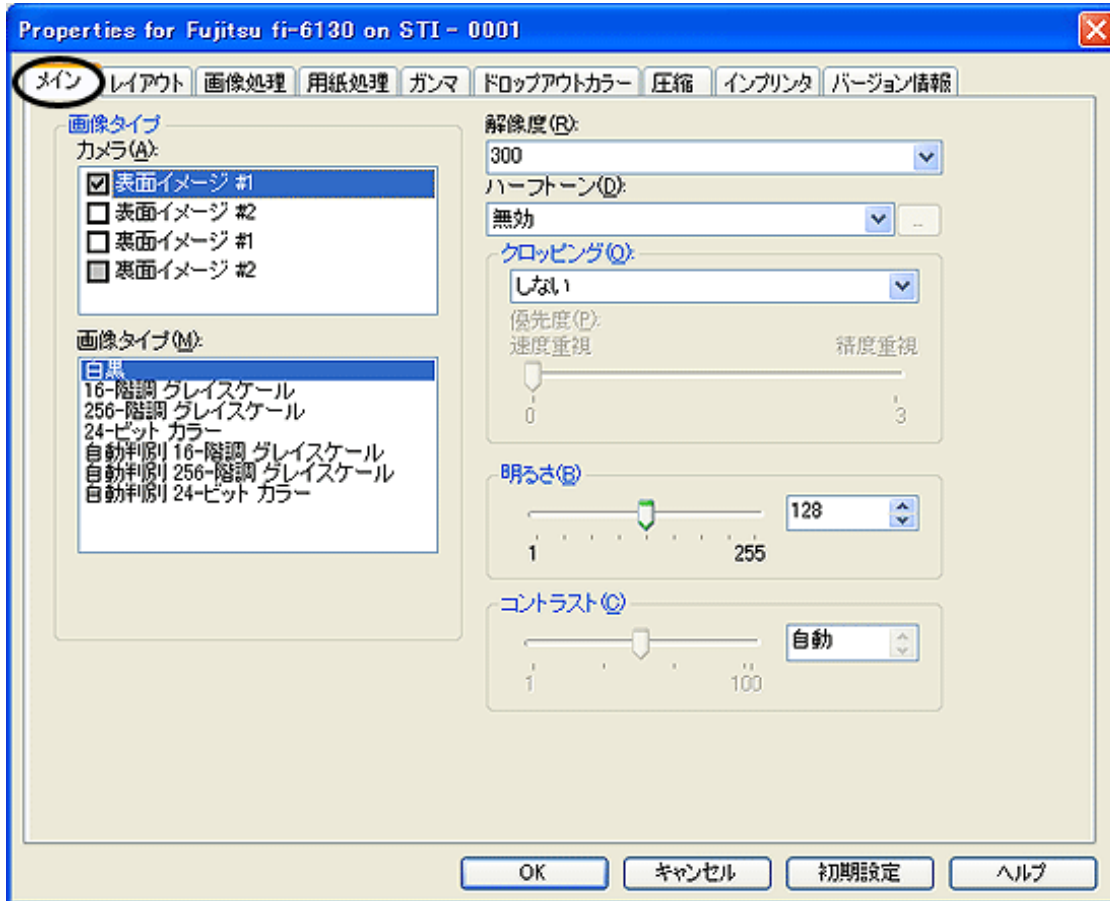 Properties for Fujitsu fi-6130 on STI - 0001
メイン レイアウト 画像処理 用紙処理 ガンマ ドロップアウトカラー 圧縮 インプリンタ バージョン情報
画像タイプ
カメラ(A):
表面イメージ #1
表面イメージ #2
裏面イメージ #1
裏面イメージ #2
画像タイプ(M):
白黒
16-階調 グレイスケール
256-階調 グレイスケール
24-ビット カラー
自動判別 16-階調 グレイスケール
自動判別 256-階調 グレイスケール
自動判別 24-ビット カラー
解像度(R):
300
ハーフトーン(D):
無効
...
クロッピング(O):
しない
優先度(P):
速度重視 精度重視
0 3
明るさ(B)
128
1 255
コントラスト(C)
自動
1 100
OK キャンセル 初期設定 ヘルプ